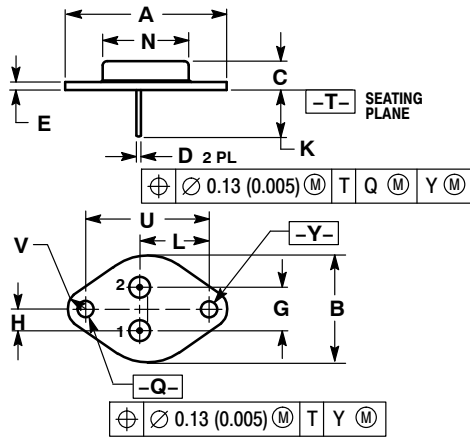 A
N
C
E
–T– SEATING PLANE
K
D 2 PL
⌖ ∅ 0.13 (0.005) Ⓜ T Q Ⓜ Y Ⓜ
U
V
L
–Y–
2
H
G
B
1
–Q–
⌖ ∅ 0.13 (0.005) Ⓜ T Y Ⓜ